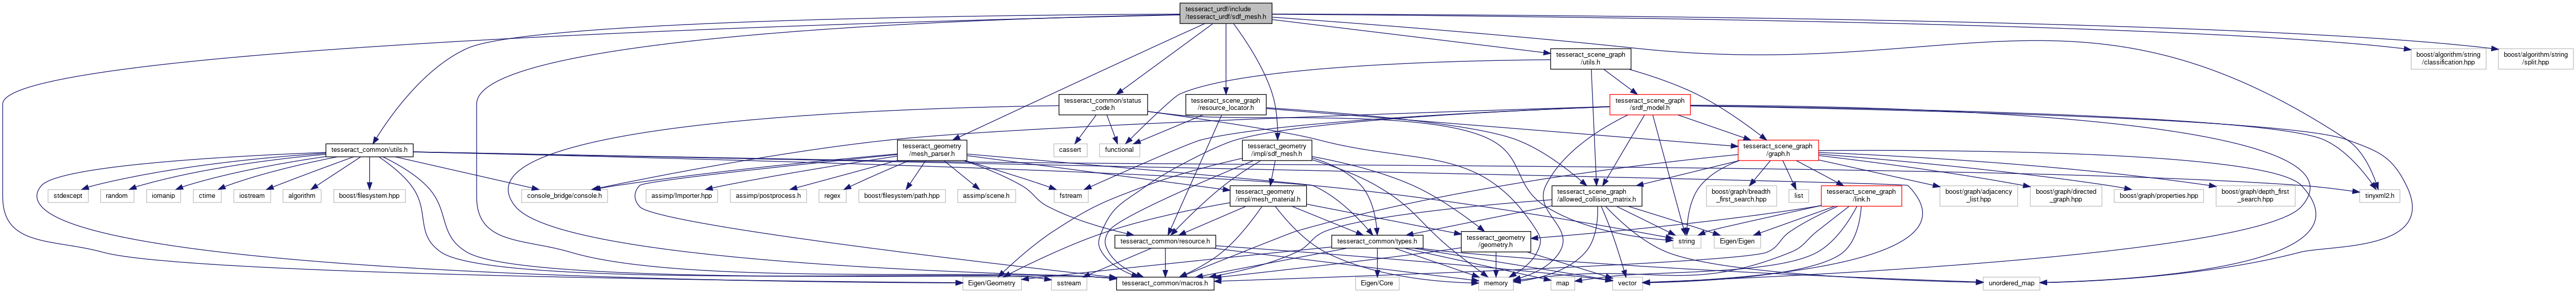 tesseract_urdf/include
/tesseract_urdf/sdf_mesh.h
tesseract_scene_graph
/utils.h
boost/algorithm/string
/classification.hpp
boost/algorithm/string
/split.hpp
tesseract_common/status
_code.h
tesseract_scene_graph
/resource_locator.h
tesseract_scene_graph
/srdf_model.h
tesseract_common/utils.h
tesseract_geometry
/mesh_parser.h
cassert
functional
tesseract_geometry
/impl/sdf_mesh.h
tesseract_scene_graph
/graph.h
stdexcept
random
iomanip
ctime
iostream
algorithm
boost/filesystem.hpp
console_bridge/console.h
assimp/Importer.hpp
assimp/postprocess.h
regex
boost/filesystem/path.hpp
assimp/scene.h
fstream
tesseract_geometry
/impl/mesh_material.h
tesseract_scene_graph
/allowed_collision_matrix.h
boost/graph/breadth
_first_search.hpp
list
tesseract_scene_graph
/link.h
boost/graph/adjacency
_list.hpp
boost/graph/directed
_graph.hpp
boost/graph/properties.hpp
boost/graph/depth_first
_search.hpp
tinyxml2.h
tesseract_common/resource.h
tesseract_common/types.h
tesseract_geometry
/geometry.h
string
Eigen/Eigen
Eigen/Geometry
sstream
tesseract_common/macros.h
Eigen/Core
memory
map
vector
unordered_map